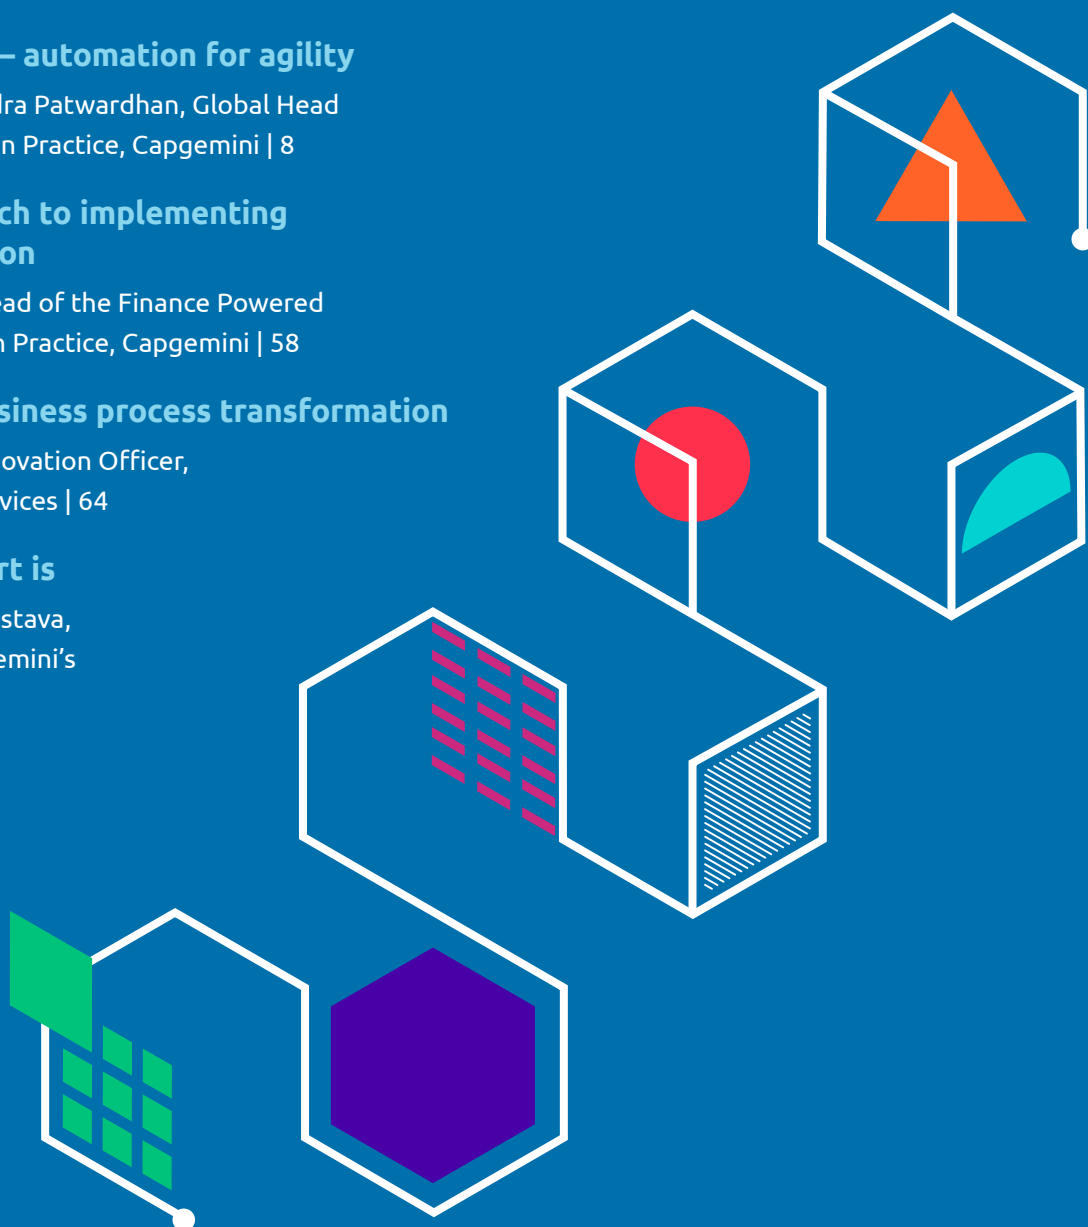 – automation for agility
dra Patwardhan, Global Head
n Practice, Capgemini | 8
ch to implementing
on
ead of the Finance Powered
n Practice, Capgemini | 58
siness process transformation
ovation Officer,
vices | 64
rt is
stava,
emini’s